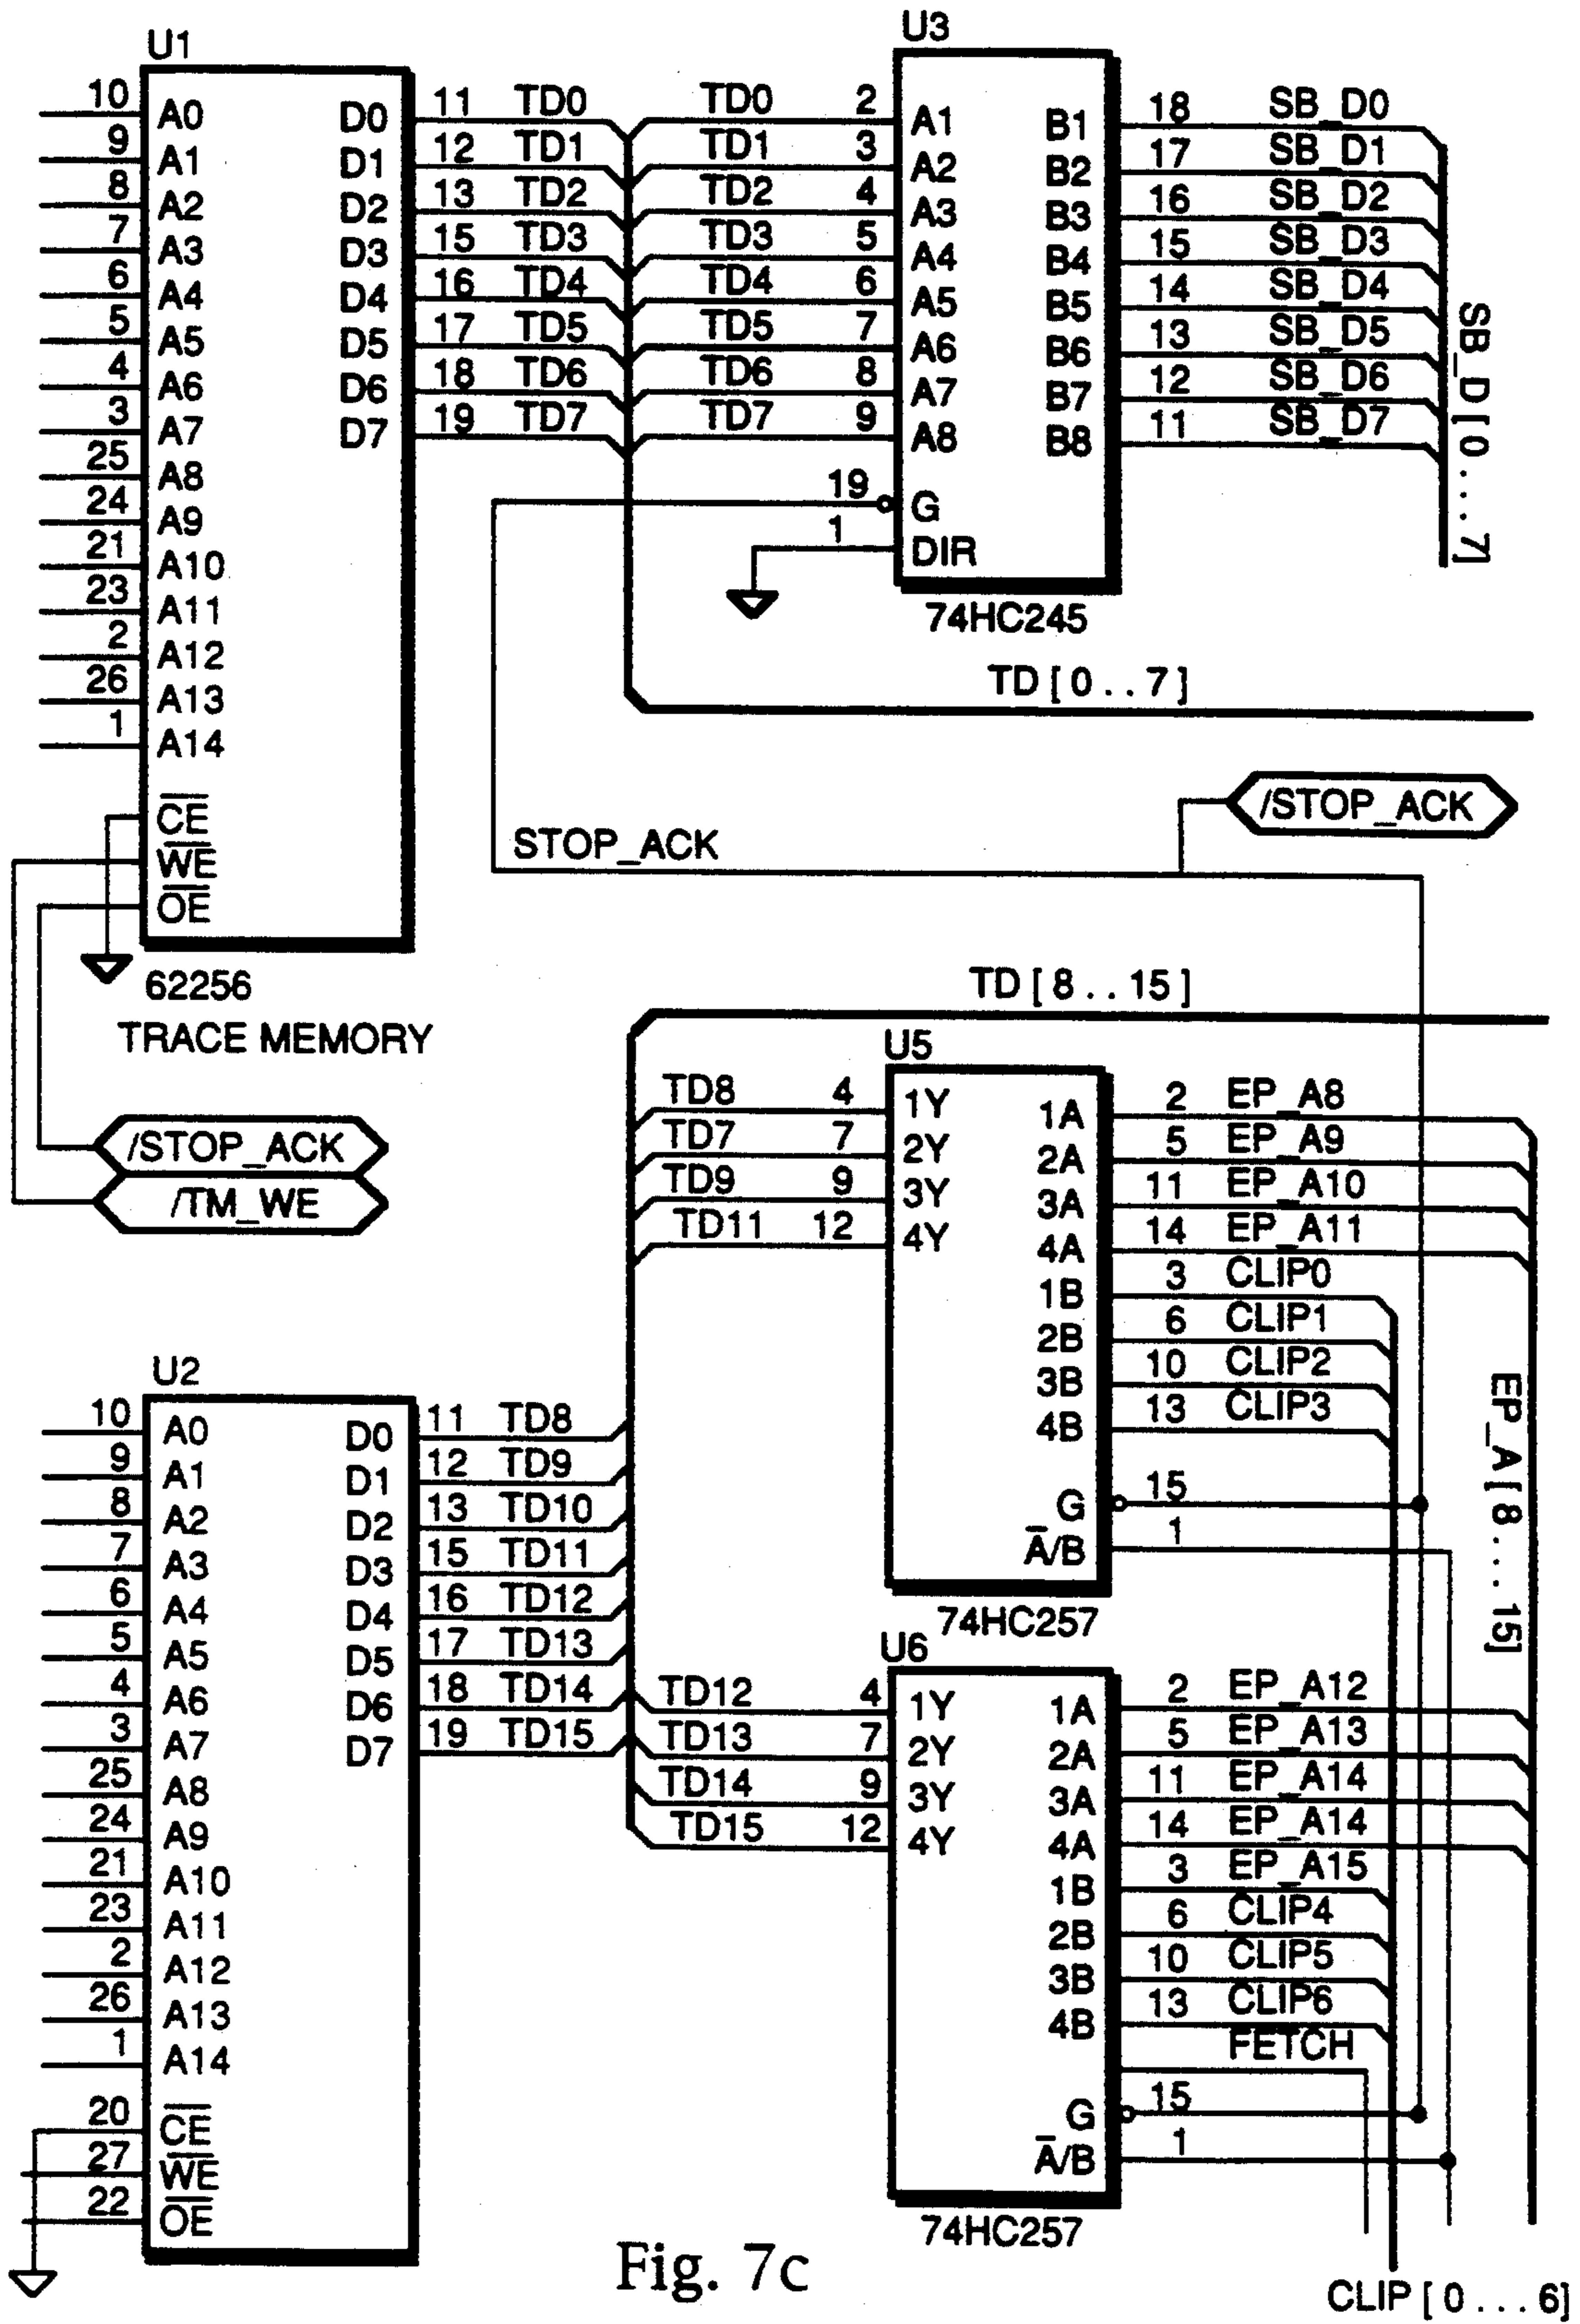 U1
10 A0 D0 11 TD0
9 A1 D1 12 TD1
8 A2 D2 13 TD2
7 A3 D3 15 TD3
6 A4 D4 16 TD4
5 A5 D5 17 TD5
4 A6 D6 18 TD6
3 A7 D7 19 TD7
25 A8
24 A9
21 A10
23 A11
2 A12
26 A13
1 A14
CE
WE
OE
62256
TRACE MEMORY
/STOP_ACK
/TM_WE
U3
TD0 2 A1 B1 18 SB_D0
TD1 3 A2 B2 17 SB_D1
TD2 4 A3 B3 16 SB_D2
TD3 5 A4 B4 15 SB_D3
TD4 6 A5 B5 14 SB_D4
TD5 7 A6 B6 13 SB_D5
TD6 8 A7 B7 12 SB_D6
TD7 9 A8 B8 11 SB_D7
19 G
1 DIR
74HC245
SB_D[0....7]
TD[0..7]
/STOP_ACK
STOP_ACK
TD[8..15]
U5
TD8 4 1Y 1A 2 EP_A8
TD7 7 2Y 2A 5 EP_A9
TD9 9 3Y 3A 11 EP_A10
TD11 12 4Y 4A 14 EP_A11
1B 3 CLIP0
2B 6 CLIP1
3B 10 CLIP2
4B 13 CLIP3
G 15
A̅/B 1
74HC257
EP_A[8....15]
U2
10 A0 D0 11 TD8
9 A1 D1 12 TD9
8 A2 D2 13 TD10
7 A3 D3 15 TD11
6 A4 D4 16 TD12
5 A5 D5 17 TD13
4 A6 D6 18 TD14
3 A7 D7 19 TD15
25 A8
24 A9
21 A10
23 A11
2 A12
26 A13
1 A14
20 CE
27 WE
22 OE
U6
TD12 4 1Y 1A 2 EP_A12
TD13 7 2Y 2A 5 EP_A13
TD14 9 3Y 3A 11 EP_A14
TD15 12 4Y 4A 14 EP_A14
1B 3 EP_A15
2B 6 CLIP4
3B 10 CLIP5
4B 13 CLIP6
FETCH
G 15
A̅/B 1
74HC257
Fig. 7c
CLIP[0...6]